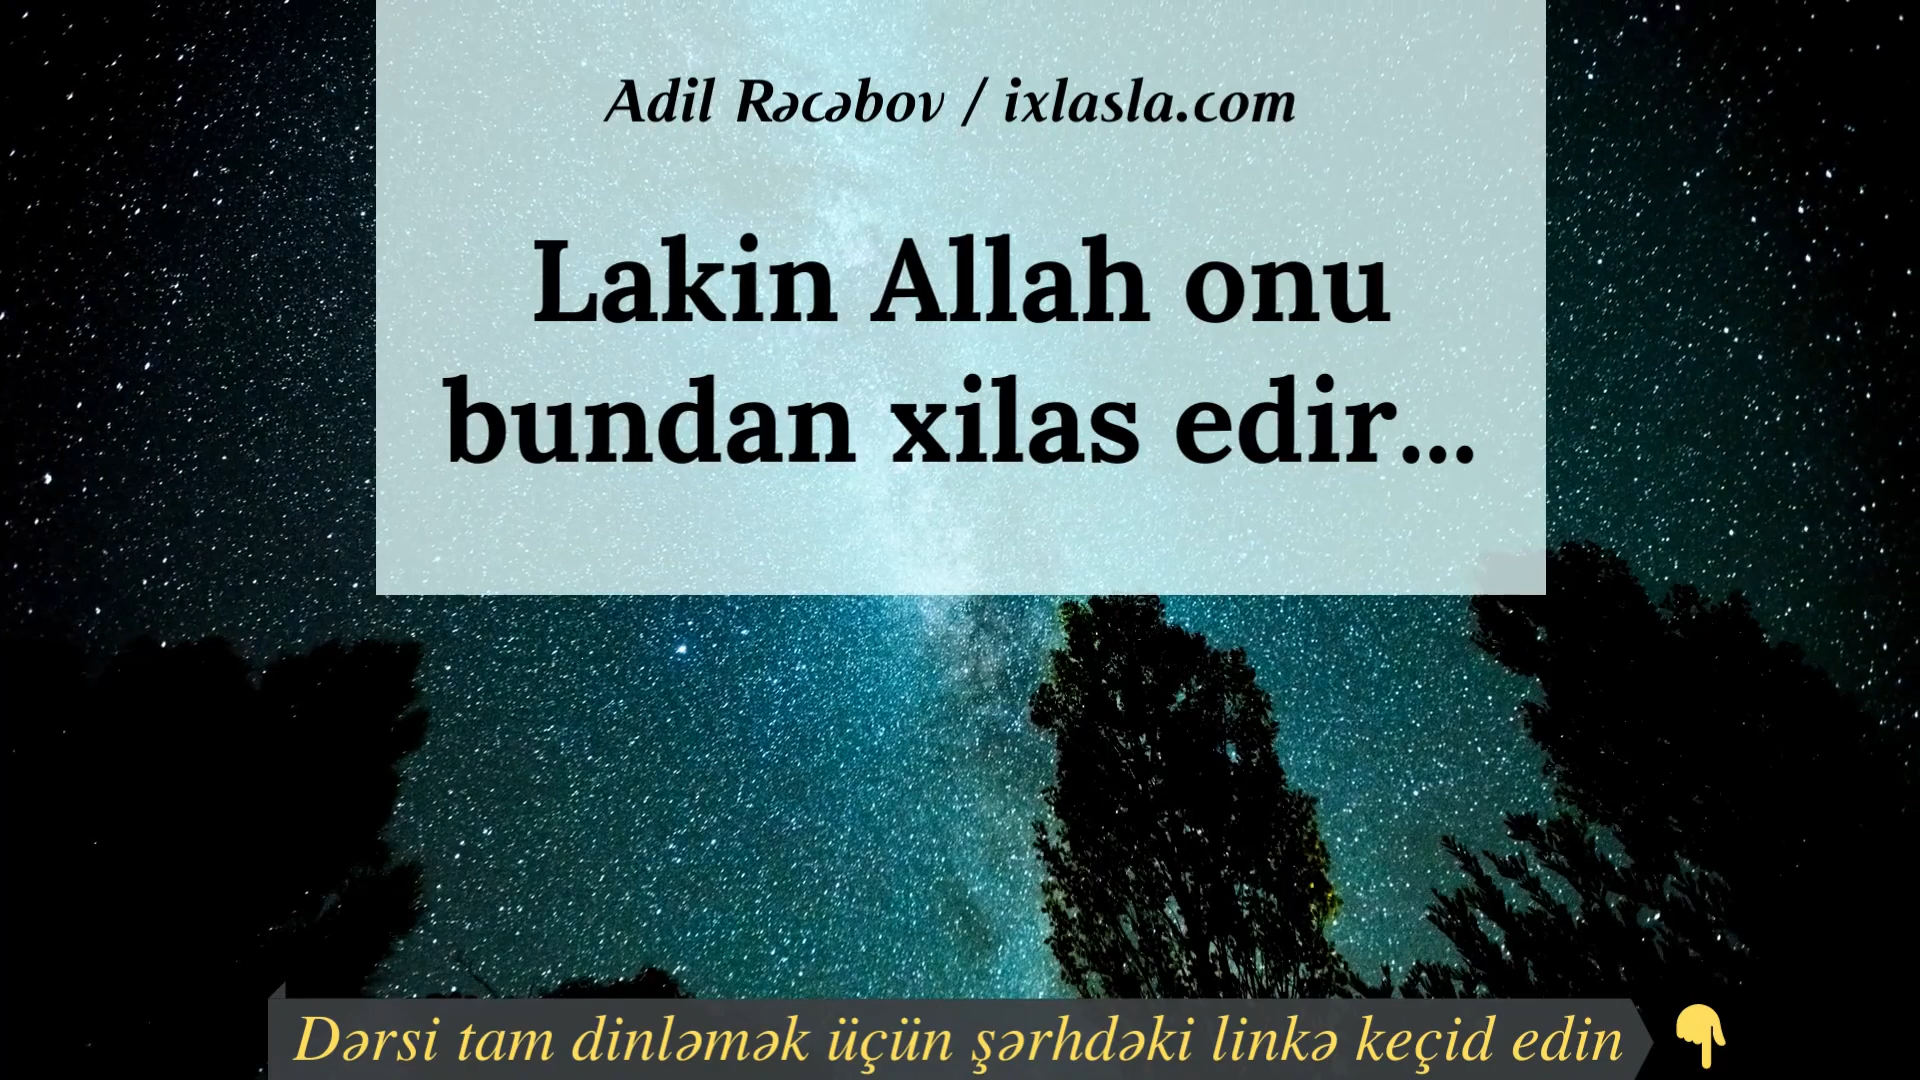 Adil Rəcəbov / ixlasla.com
Lakin Allah onu
bundan xilas edir...
Dərsi tam dinləmək üçün şərhdəki linkə keçid edin